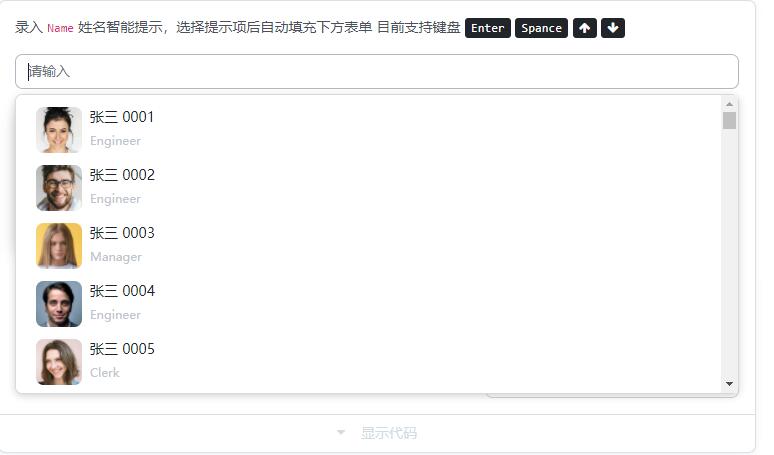 录入 Name 姓名智能提示，选择提示项后自动填充下方表单 目前支持键盘 Enter Spance ↑ ↓
请输入
张三 0001
Engineer
张三 0002
Engineer
张三 0003
Manager
张三 0004
Engineer
张三 0005
Clerk
显示代码